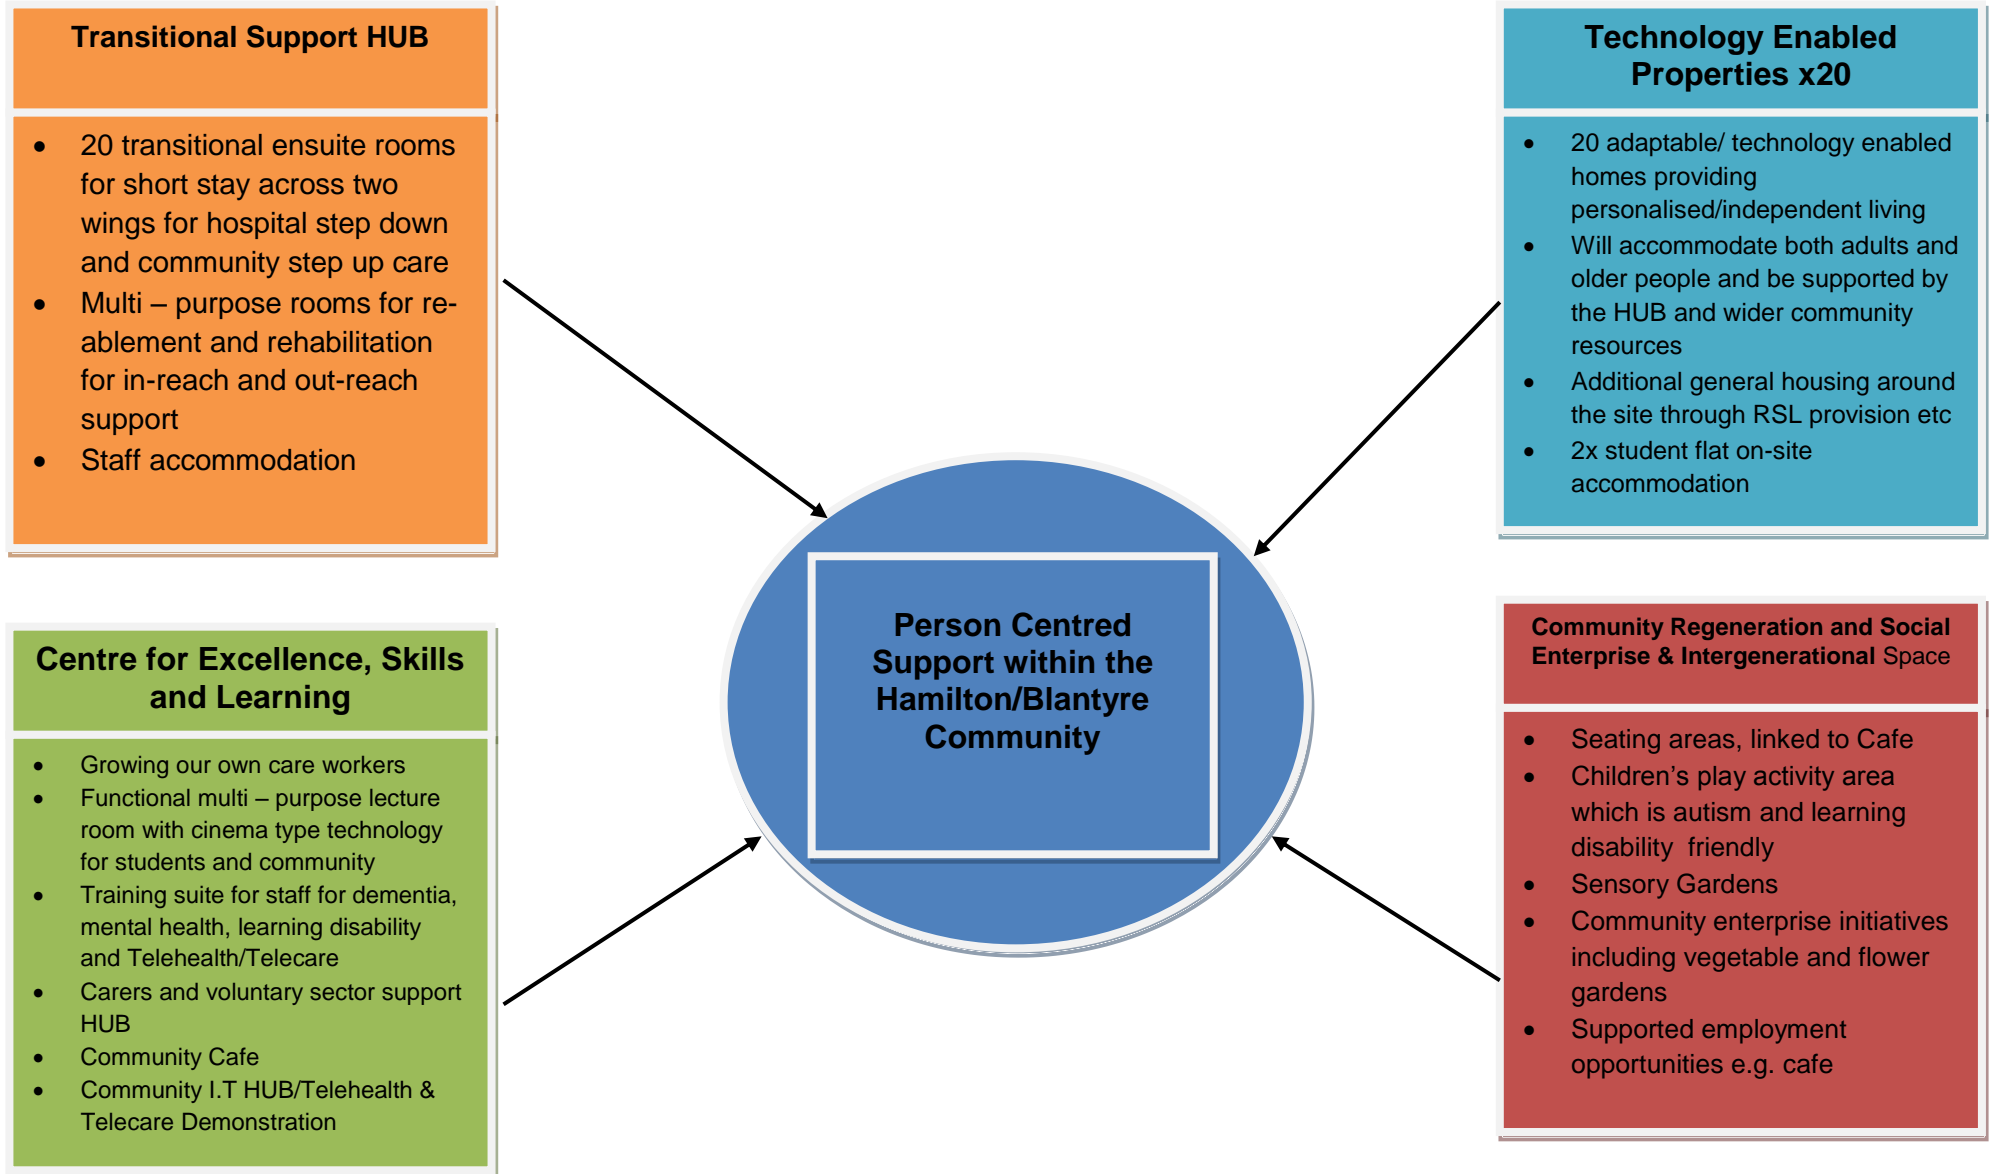 Transitional Support HUB
• 20 transitional ensuite rooms
for short stay across two
wings for hospital step down
and community step up care
• Multi – purpose rooms for re-
ablement and rehabilitation
for in-reach and out-reach
support
• Staff accommodation
Technology Enabled
Properties x20
• 20 adaptable/ technology enabled
homes providing
personalised/independent living
• Will accommodate both adults and
older people and be supported by
the HUB and wider community
resources
• Additional general housing around
the site through RSL provision etc
• 2x student flat on-site
accommodation
Person Centred
Support within the
Hamilton/Blantyre
Community
Centre for Excellence, Skills
and Learning
• Growing our own care workers
• Functional multi – purpose lecture
room with cinema type technology
for students and community
• Training suite for staff for dementia,
mental health, learning disability
and Telehealth/Telecare
• Carers and voluntary sector support
HUB
• Community Cafe
• Community I.T HUB/Telehealth &
Telecare Demonstration
Community Regeneration and Social
Enterprise & Intergenerational Space
• Seating areas, linked to Cafe
• Children’s play activity area
which is autism and learning
disability  friendly
• Sensory Gardens
• Community enterprise initiatives
including vegetable and flower
gardens
• Supported employment
opportunities e.g. cafe